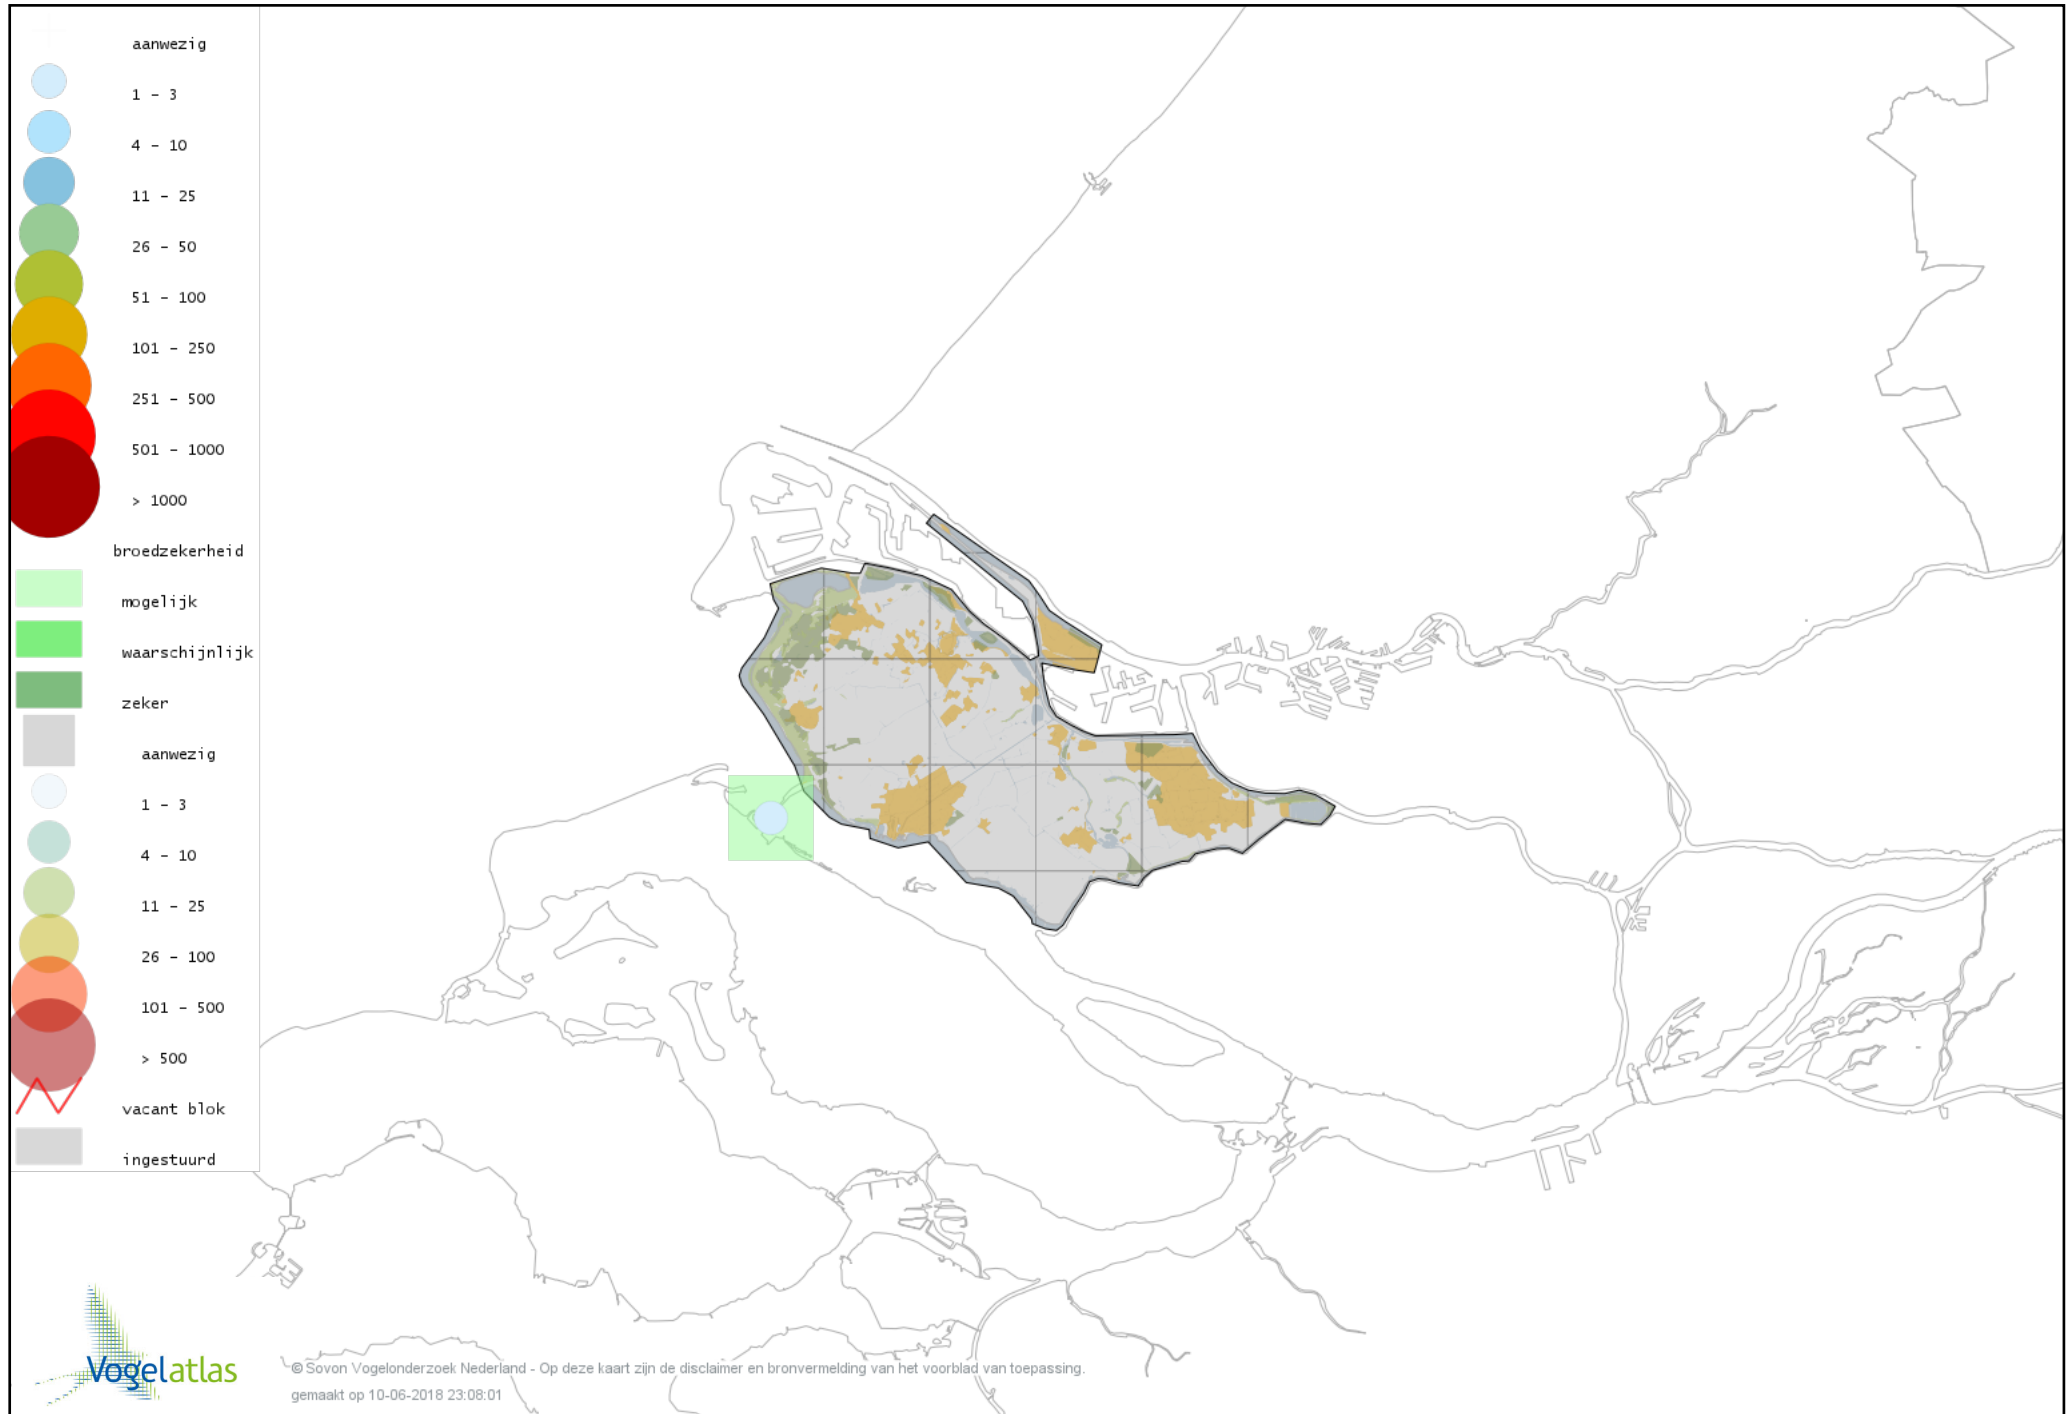 aanwezig
1 - 3
4 - 10
11 - 25
26 - 50
51 - 100
101 - 250
251 - 500
501 - 1000
> 1000
broedzekerheid
mogelijk
waarschijnlijk
zeker
aanwezig
1 - 3
4 - 10
11 - 25
26 - 100
101 - 500
> 500
vacant blok
ingestuurd
Vogelatlas
© Sovon Vogelonderzoek Nederland - Op deze kaart zijn de disclaimer en bronvermelding van het voorblad van toepassing.
gemaakt op 10-06-2018 23:08:01